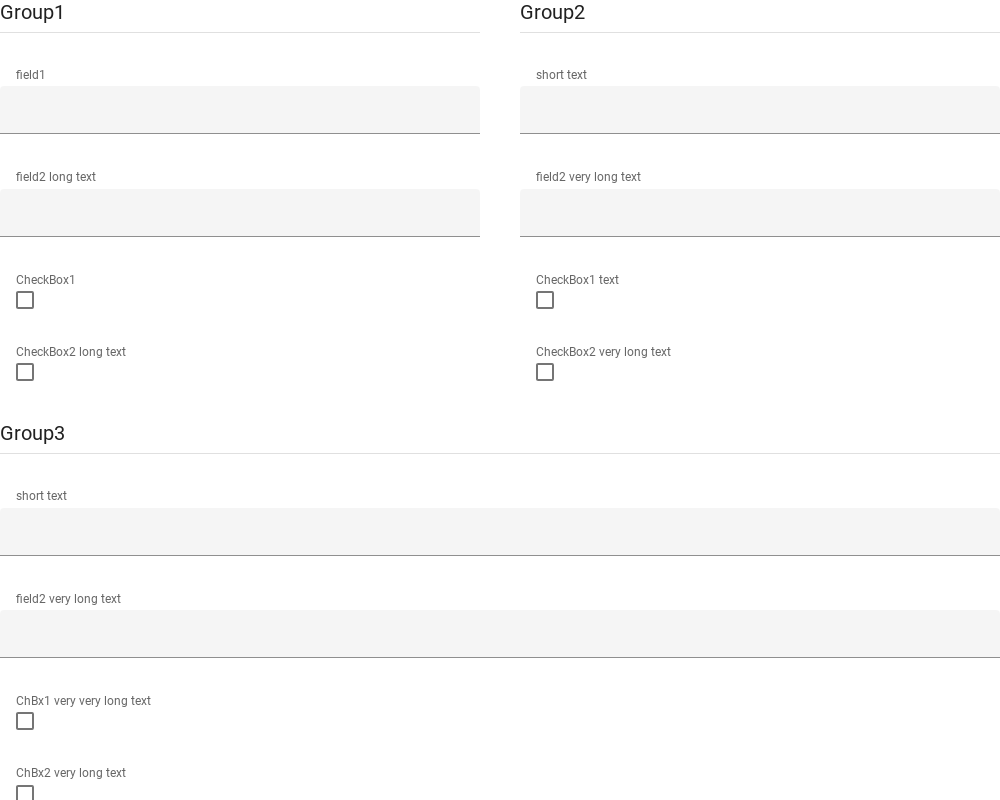 Group1
field1
field2 long text
CheckBox1
CheckBox2 long text
Group2
short text
field2 very long text
CheckBox1 text
CheckBox2 very long text
Group3
short text
field2 very long text
ChBx1 very very long text
ChBx2 very long text